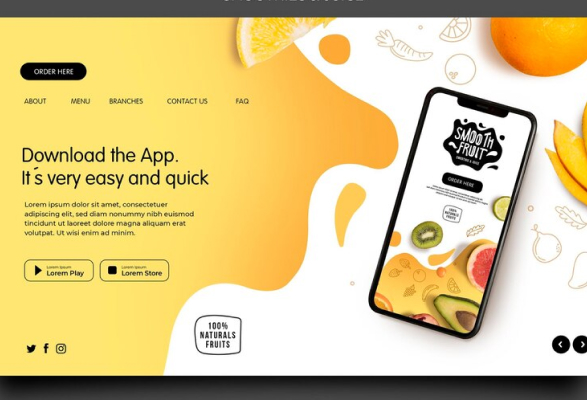 ORDER HERE
ABOUT MENU BRANCHES CONTACT US FAQ
Download the App.
It's very easy and quick
Lorem ipsum dolor sit amet, consectetuer
adipiscing elit, sed diam nonummy nibh euismod
tincidunt ut laoreet dolore magna aliquam erat
volutpat. Ut wisi enim ad minim.
Lorem Ipsum
Lorem Play
Lorem Ipsum
Lorem Store
100%
NATURALS
FRUITS
SMOOTH
FRUIT
ORDER HERE